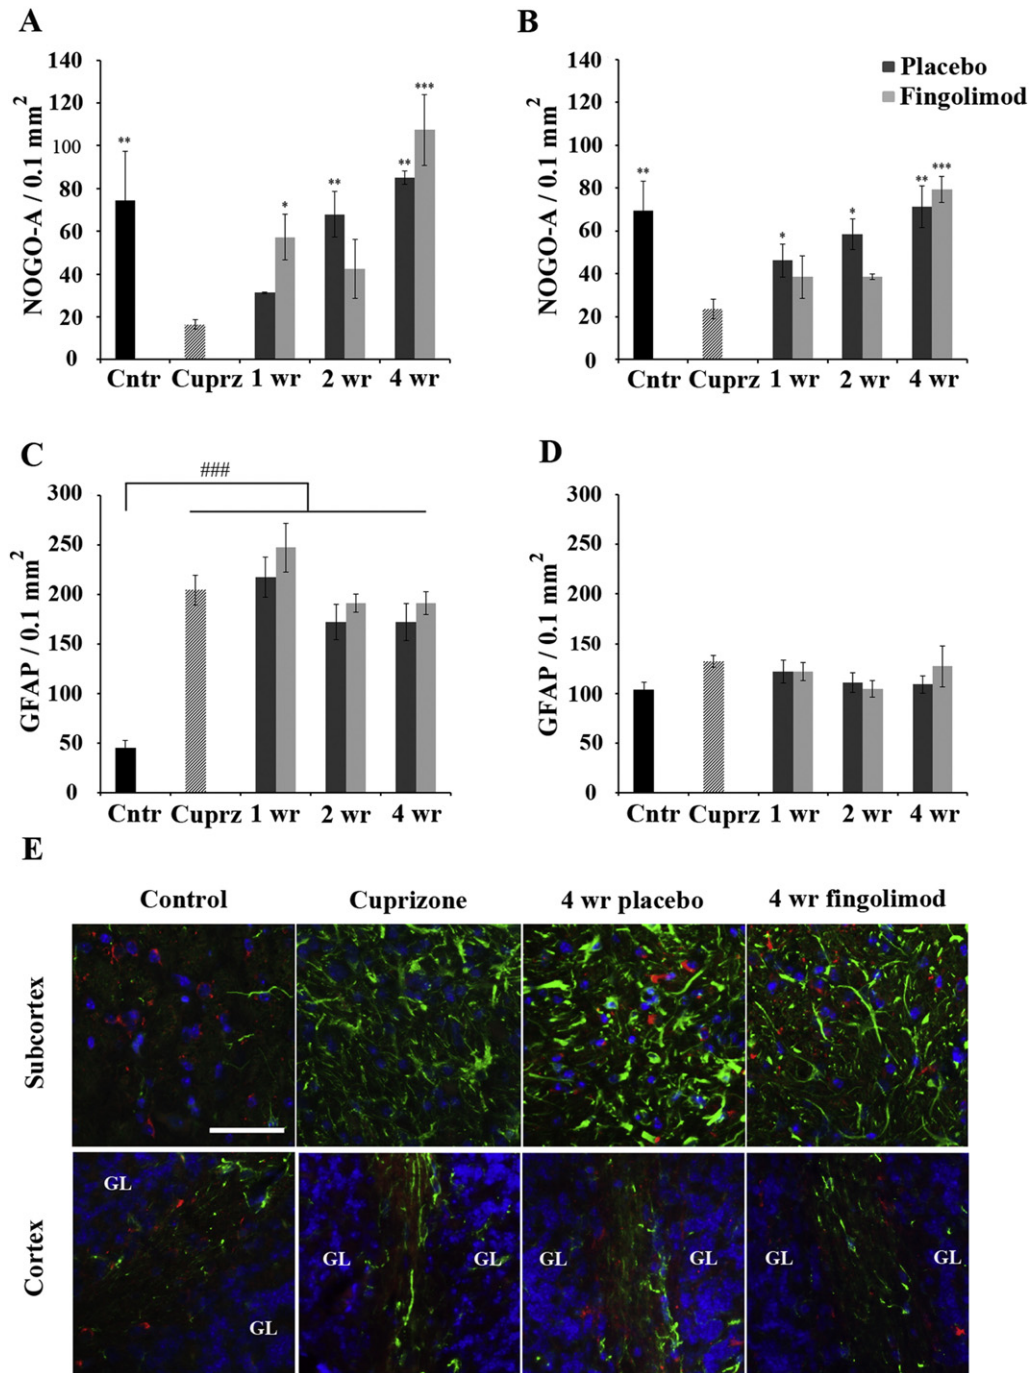 A
B
140
120
100
80
60
40
20
0
NOGO-A / 0.1 mm²
**
*
**
**
***
Cntr Cuprz 1 wr 2 wr 4 wr
140
120
100
80
60
40
20
0
NOGO-A / 0.1 mm²
Placebo
Fingolimod
**
*
*
**
***
Cntr Cuprz 1 wr 2 wr 4 wr
C
D
300
250
200
150
100
50
0
GFAP / 0.1 mm²
###
Cntr Cuprz 1 wr 2 wr 4 wr
300
250
200
150
100
50
0
GFAP / 0.1 mm²
Cntr Cuprz 1 wr 2 wr 4 wr
E
Control Cuprizone 4 wr placebo 4 wr fingolimod
Subcortex
Cortex
GL
GL
GL GL
GL GL
GL GL